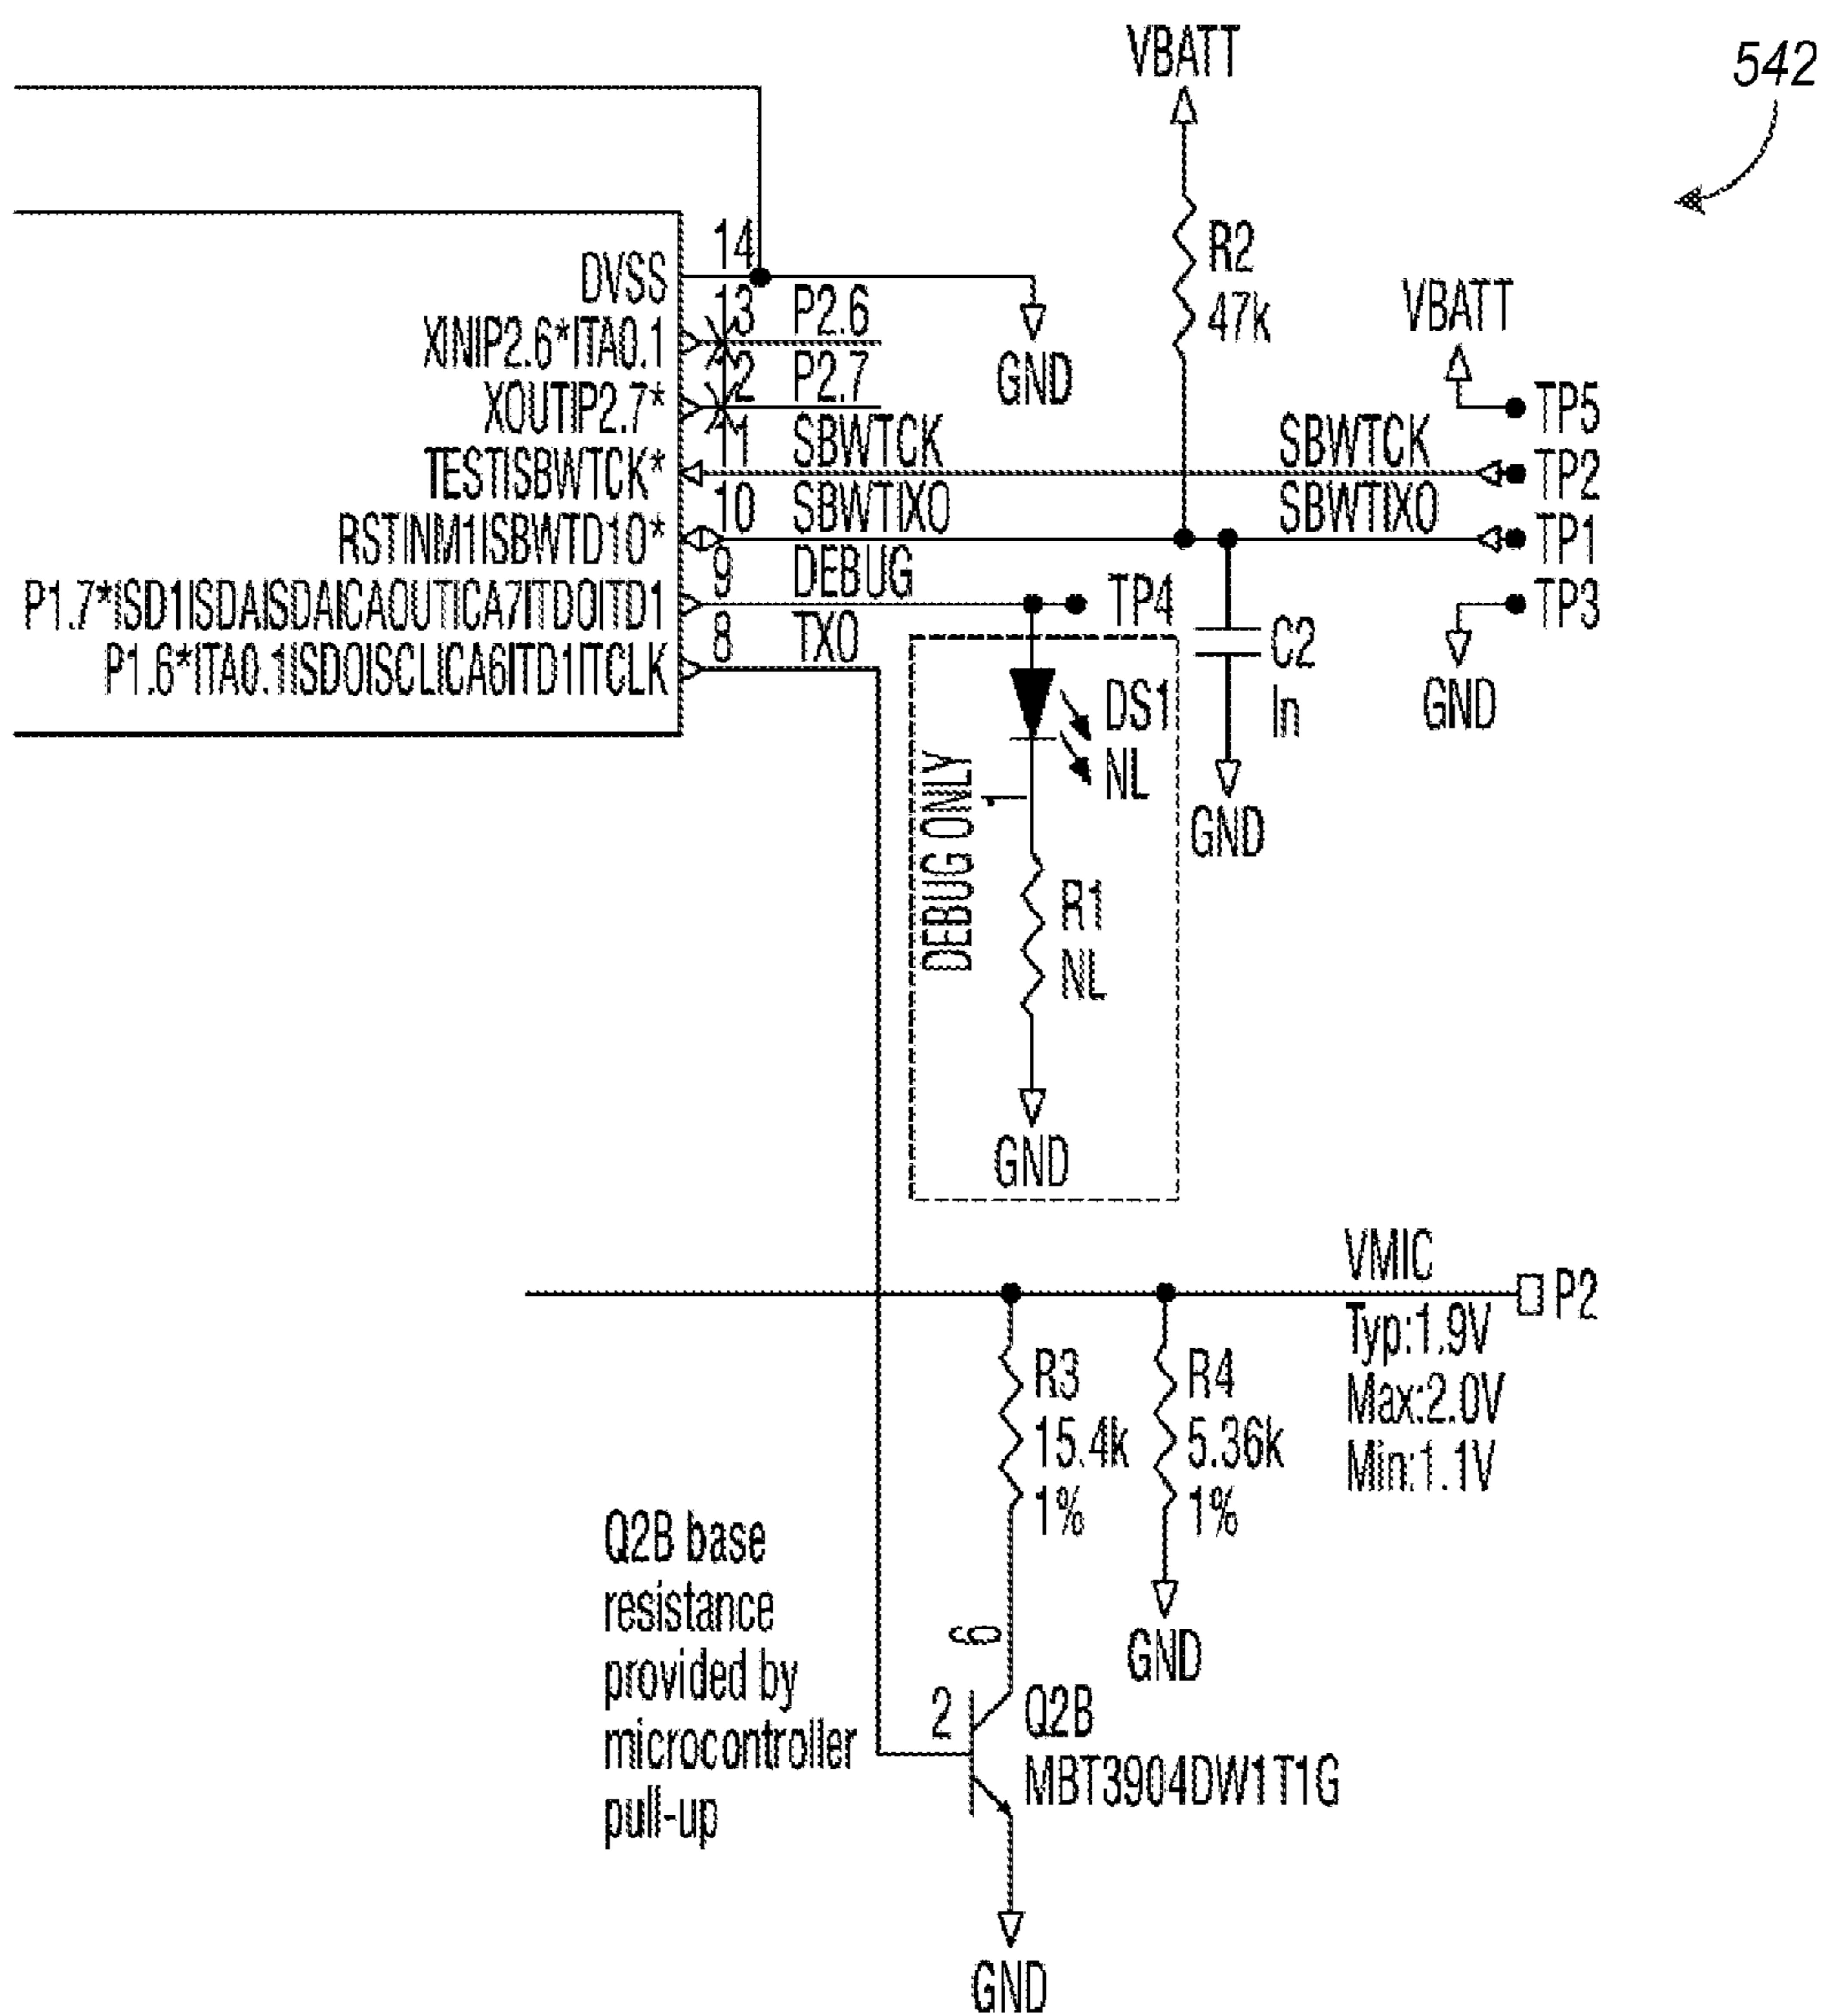 VBATT
542
14
DVSS
R2
47k
13 P2.6
XINIP2.6*ITA0.1
GND
VBATT
12 P2.7
XOUTIP2.7*
TP5
11 SBWTCK SBWTCK
TESTISBWTCK* TP2
10 SBWTIXO SBWTIXO
RSTINM1ISBWTD10* TP1
9 DEBUG
P1.7*ISD1ISDAISDAICAOUTICA7ITDOITD1 TP4 TP3
8 TXO
P1.6*ITA0.1ISDOISCLICA6ITD1ITCLK
C2
In
GND
DS1
NL
GND
DEBUG ONLY
1
R1
NL
GND
VMIC
P2
Typ:1.9V
Max:2.0V
Min:1.1V
R3
15.4k
1%
R4
5.36k
1%
GND
Q2B base
resistance
provided by
microcontroller
pull-up
6
2
Q2B
MBT3904DW1T1G
GND